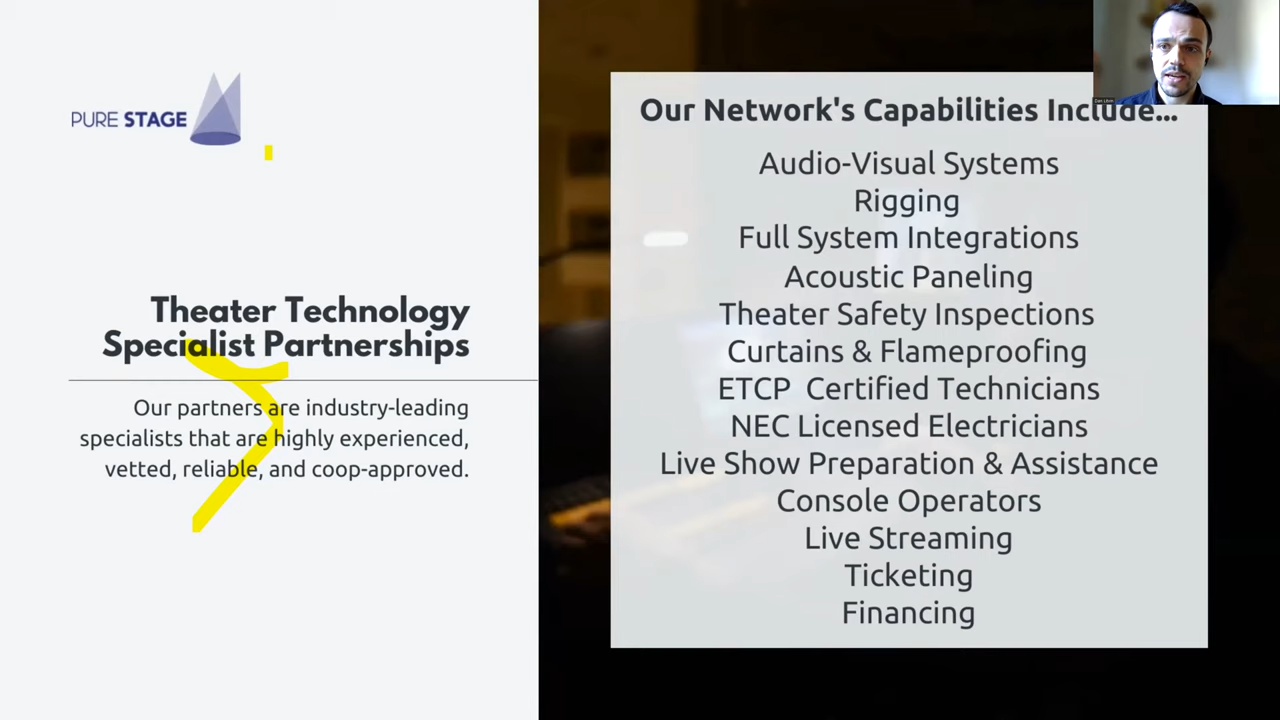 PURE STAGE
Theater Technology
Specialist Partnerships
Our partners are industry-leading
specialists that are highly experienced,
vetted, reliable, and coop-approved.
Our Network's Capabilities Include...
Audio-Visual Systems
Rigging
Full System Integrations
Acoustic Paneling
Theater Safety Inspections
Curtains & Flameproofing
ETCP Certified Technicians
NEC Licensed Electricians
Live Show Preparation & Assistance
Console Operators
Live Streaming
Ticketing
Financing